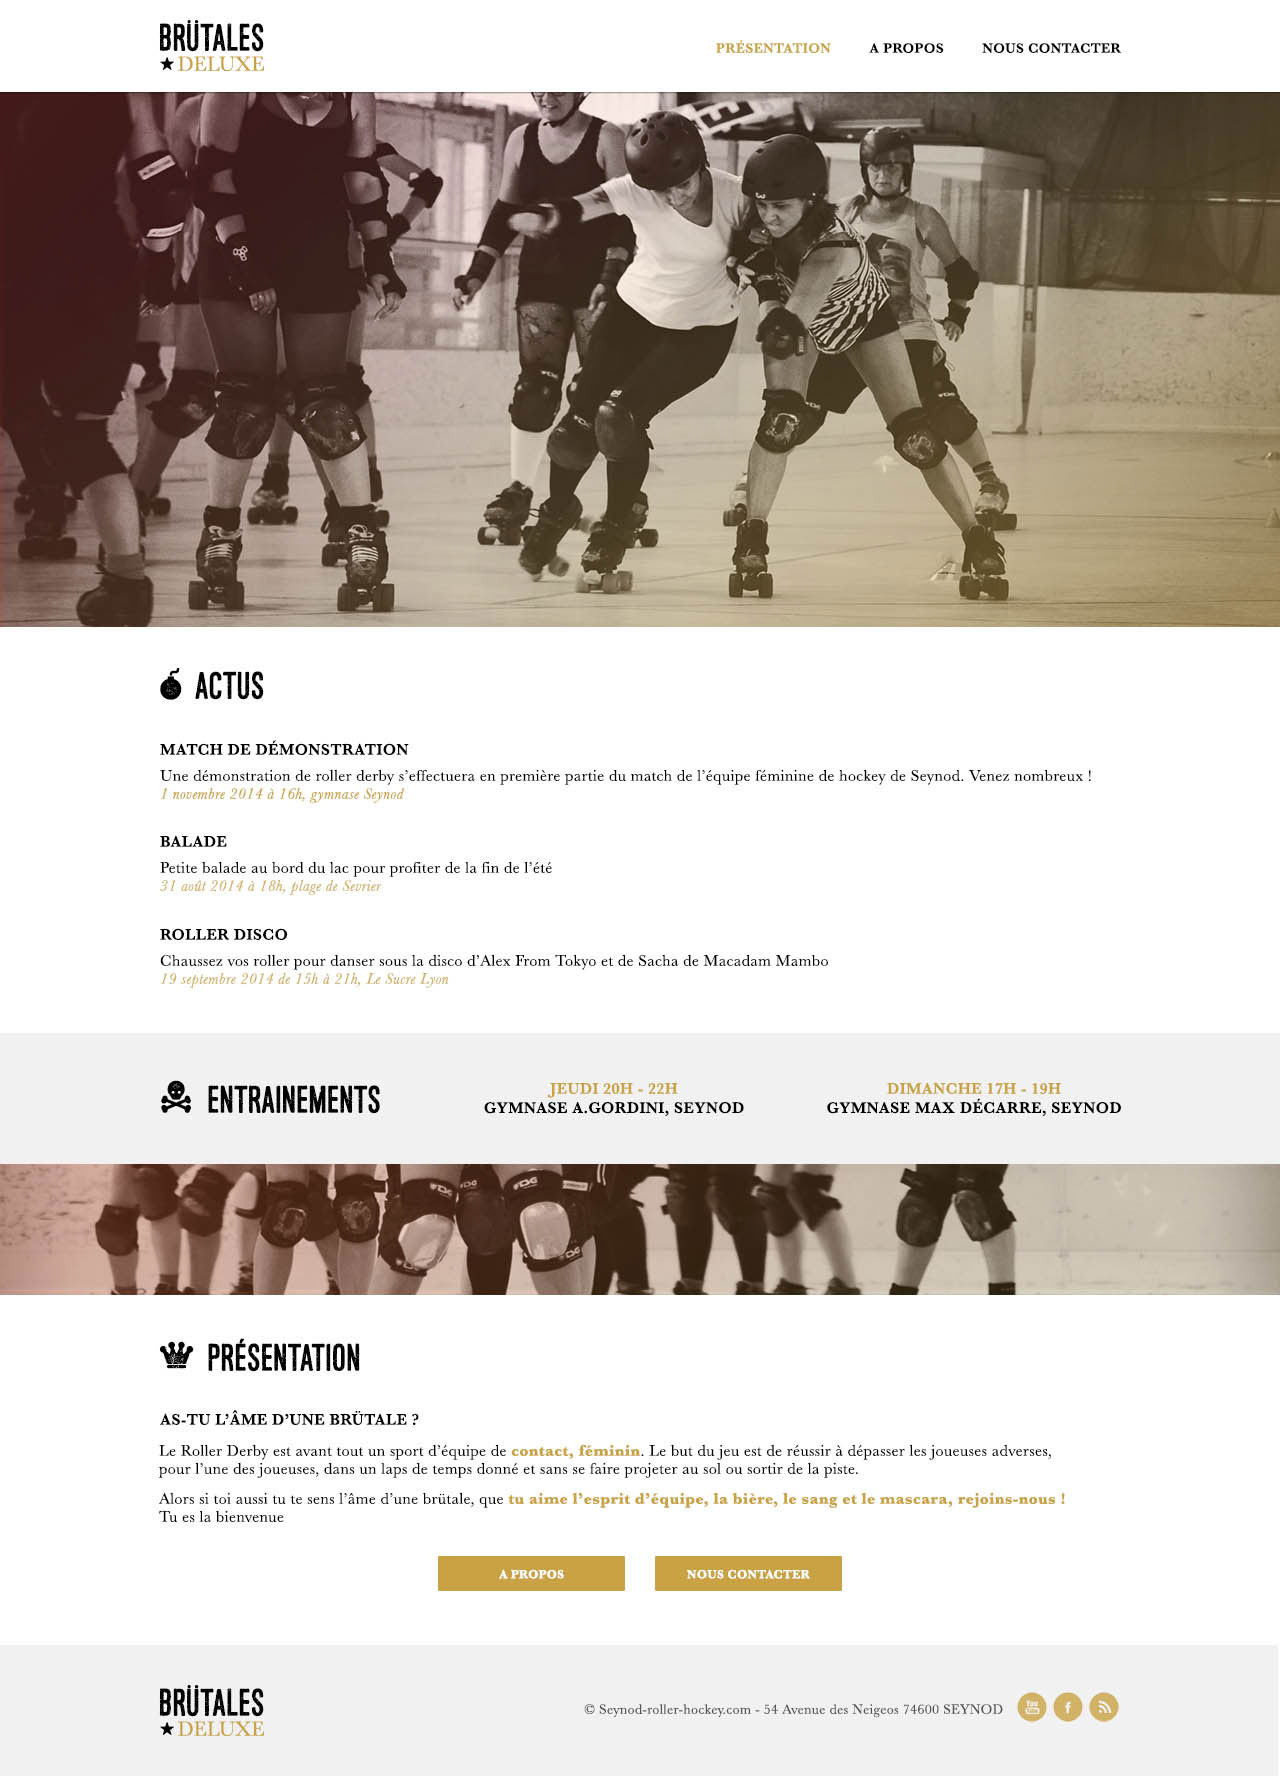 BRÜTALES
★DELUXE
PRÉSENTATION A PROPOS NOUS CONTACTER
ACTUS
MATCH DE DÉMONSTRATION
Une démonstration de roller derby s’effectuera en première partie du match de l’équipe féminine de hockey de Seynod. Venez nombreux !
1 novembre 2014 à 16h, gymnase Seynod
BALADE
Petite balade au bord du lac pour profiter de la fin de l’été
31 août 2014 à 18h, plage de Sevrier
ROLLER DISCO
Chaussez vos roller pour danser sous la disco d’Alex From Tokyo et de Sacha de Macadam Mambo
19 septembre 2014 de 15h à 21h, Le Sucre Lyon
ENTRAINEMENTS
JEUDI 20H - 22H
GYMNASE A.GORDINI, SEYNOD
DIMANCHE 17H - 19H
GYMNASE MAX DÉCARRE, SEYNOD
PRÉSENTATION
AS-TU L’ÂME D’UNE BRÜTALE ?
Le Roller Derby est avant tout un sport d’équipe de contact, féminin. Le but du jeu est de réussir à dépasser les joueuses adverses,
pour l’une des joueuses, dans un laps de temps donné et sans se faire projeter au sol ou sortir de la piste.
Alors si toi aussi tu te sens l’âme d’une brütale, que tu aime l’esprit d’équipe, la bière, le sang et le mascara, rejoins-nous !
Tu es la bienvenue
A PROPOS
NOUS CONTACTER
BRÜTALES
★DELUXE
© Seynod-roller-hockey.com - 54 Avenue des Neigeos 74600 SEYNOD
You
Tube
f